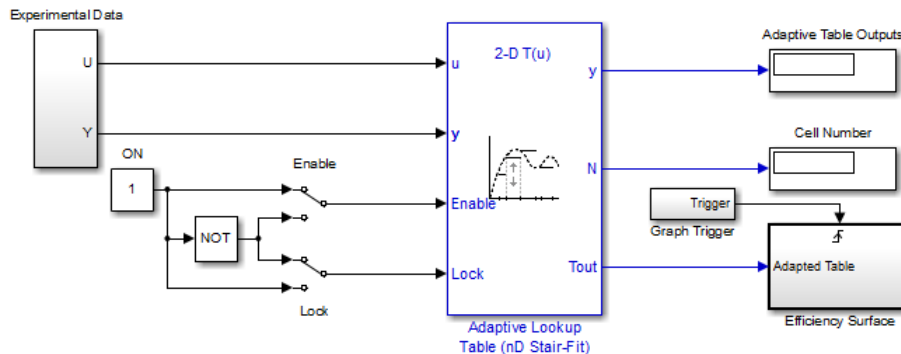 Experimental Data
U
Y
ON
1
NOT
Enable
Lock
2-D T(u)
u
y
Enable
Lock
y
N
Tout
Adaptive Lookup
Table (nD Stair-Fit)
Adaptive Table Outputs
Cell Number
Trigger
Graph Trigger
Adapted Table
Efficiency Surface